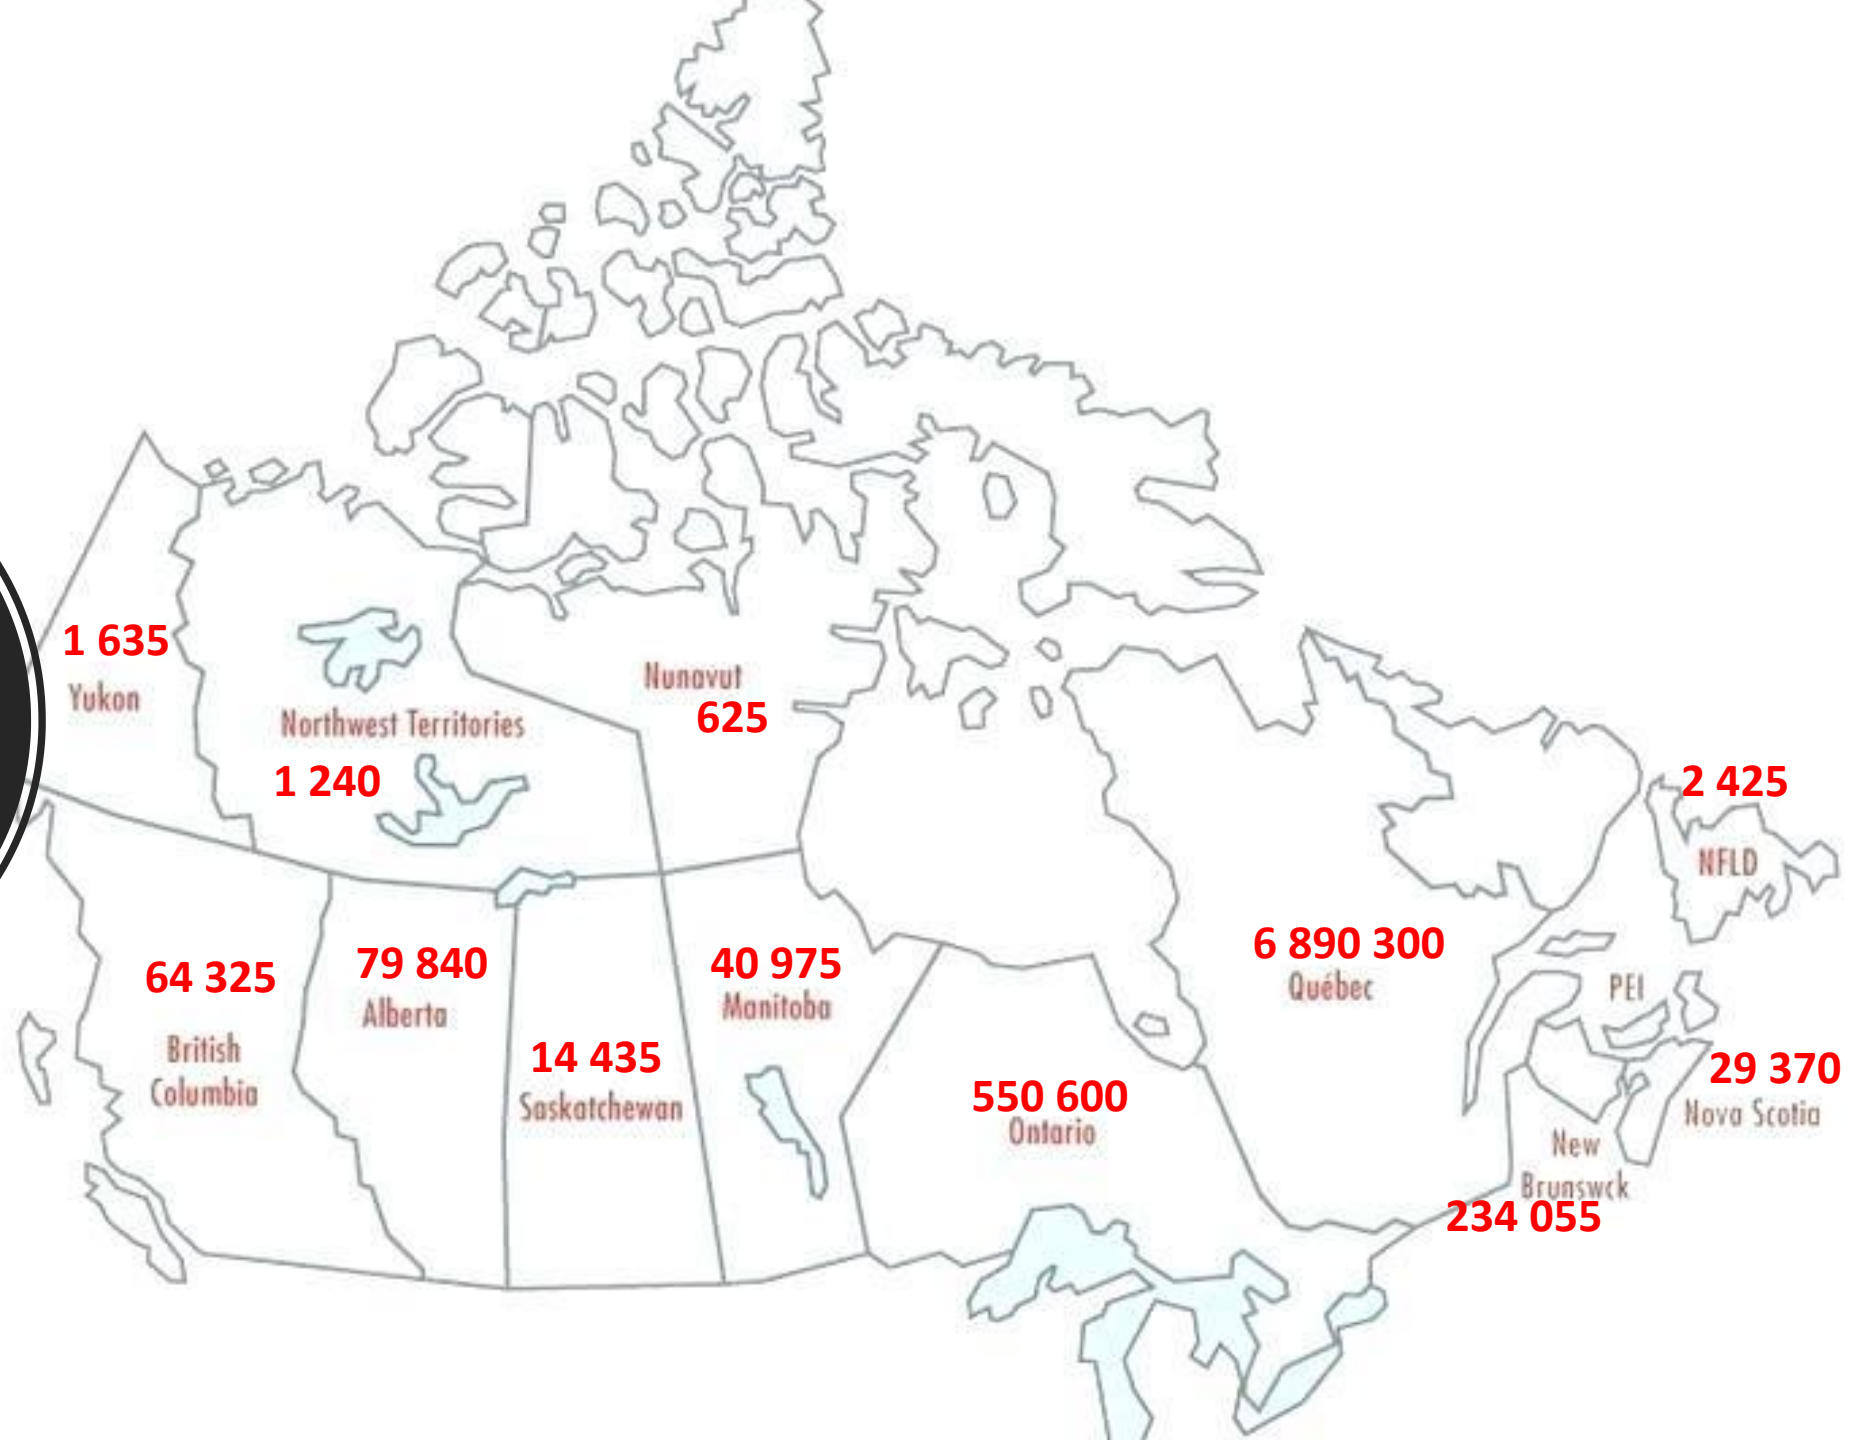 1 635
Yukon
Northwest Territories
1 240
Nunavut
625
2 425
NFLD
64 325
British
Columbia
79 840
Alberta
14 435
Saskatchewan
40 975
Manitoba
550 600
Ontario
6 890 300
Québec
PEI
29 370
Nova Scotia
New
Brunswck
234 055